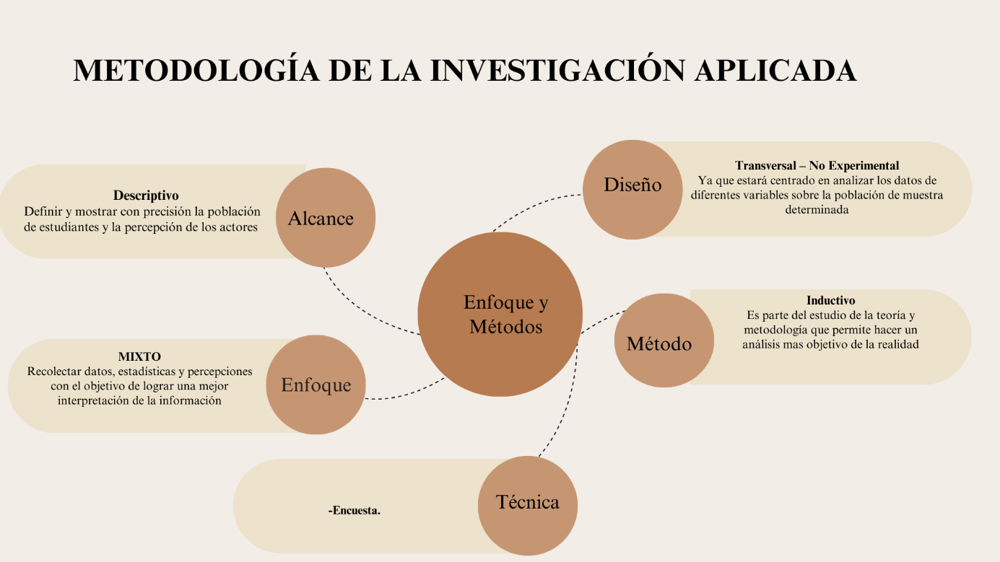 METODOLOGÍA DE LA INVESTIGACIÓN APLICADA
Descriptivo
Definir y mostrar con precisión la población
de estudiantes y la percepción de los actores
Alcance
Diseño
Transversal – No Experimental
Ya que estará centrado en analizar los datos de
diferentes variables sobre la población de muestra
determinada
Enfoque y
Métodos
Método
Inductivo
Es parte del estudio de la teoría y
metodología que permite hacer un
análisis mas objetivo de la realidad
MIXTO
Recolectar datos, estadísticas y percepciones
con el objetivo de lograr una mejor
interpretación de la información
Enfoque
-Encuesta.
Técnica